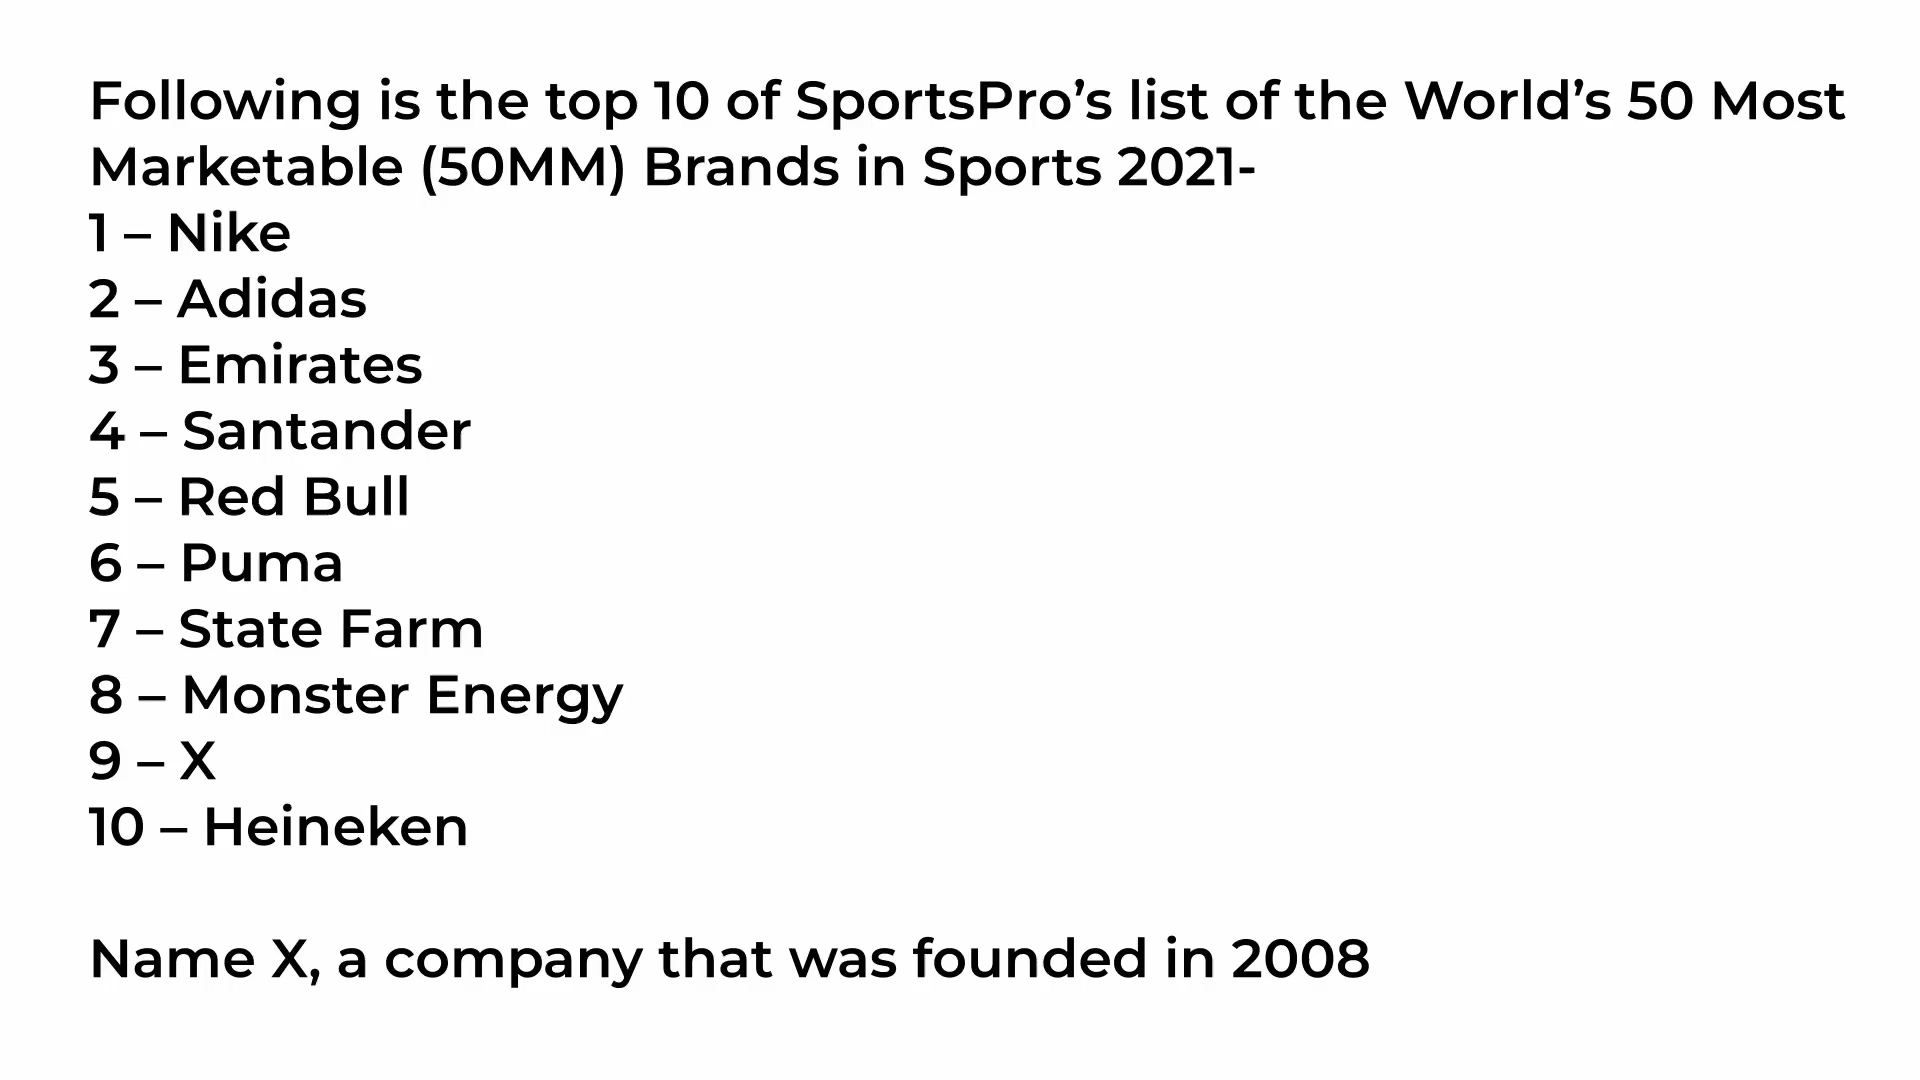 Following is the top 10 of SportsPro’s list of the World’s 50 Most
Marketable (50MM) Brands in Sports 2021-
1 – Nike
2 – Adidas
3 – Emirates
4 – Santander
5 – Red Bull
6 – Puma
7 – State Farm
8 – Monster Energy
9 – X
10 – Heineken
Name X, a company that was founded in 2008